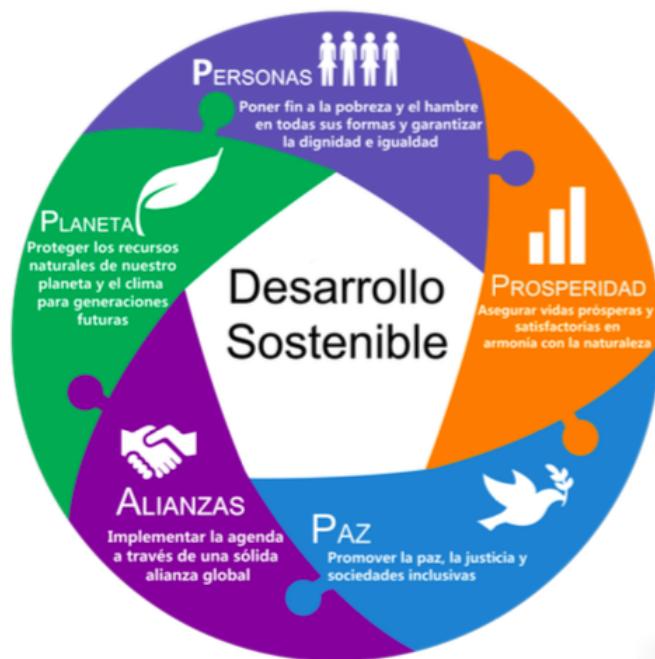 PERSONAS
Poner fin a la pobreza y el hambre
en todas sus formas y garantizar
la dignidad e igualdad
PROSPERIDAD
Asegurar vidas prósperas y
satisfactorias en
armonía con la naturaleza
PAZ
Promover la paz, la justicia y
sociedades inclusivas
ALIANZAS
Implementar la agenda
a través de una sólida
alianza global
PLANETA
Proteger los recursos
naturales de nuestro
planeta y el clima
para generaciones
futuras
Desarrollo
Sostenible